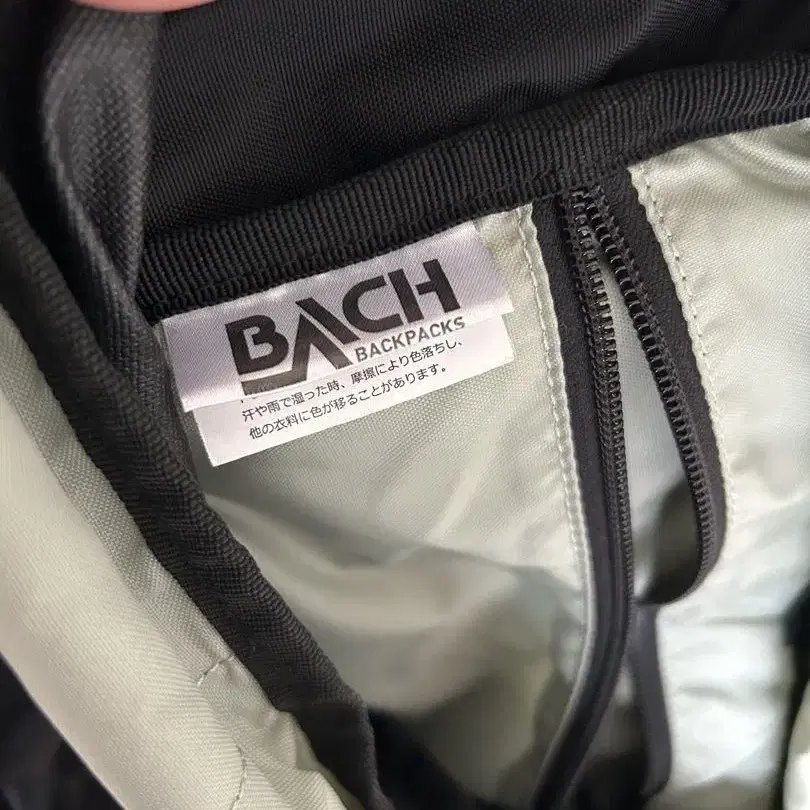 BACH
BACKPACKS
摩擦により色落ちし、
汗や雨で湿った時、
他の衣料に色が移ることがあります。